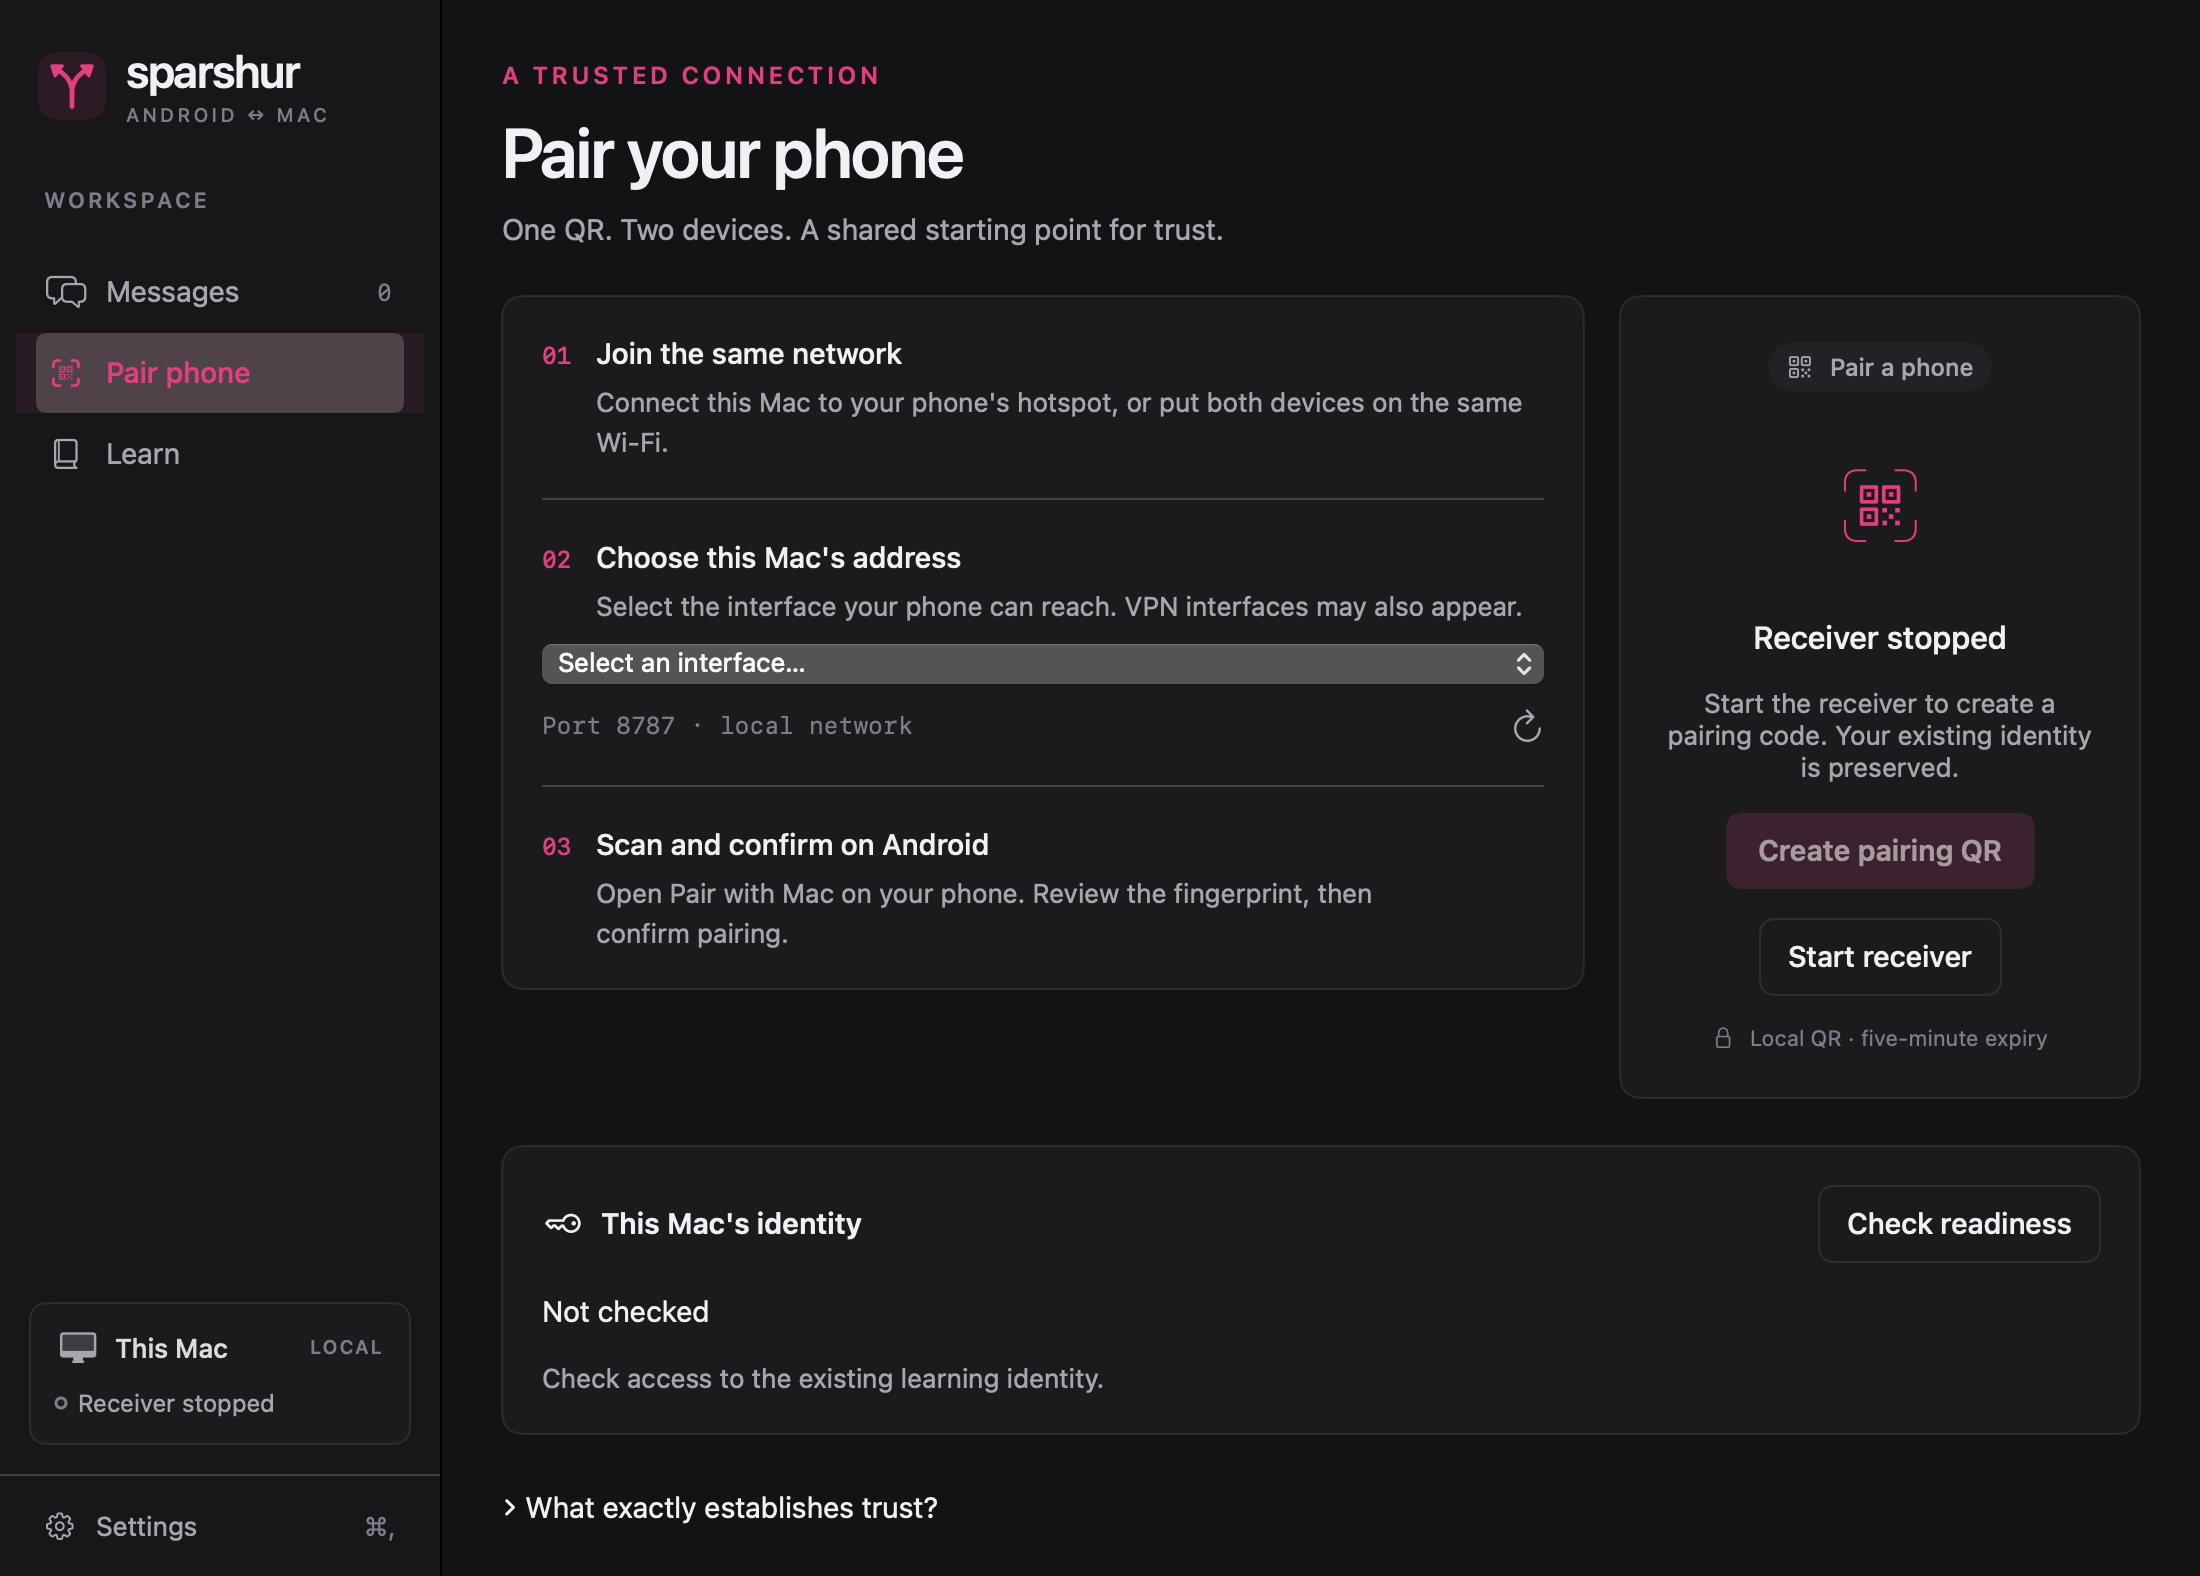 sparshur
ANDROID ↔ MAC
WORKSPACE
Messages 0
Pair phone
Learn
This Mac LOCAL
Receiver stopped
Settings ⌘,
A TRUSTED CONNECTION
Pair your phone
One QR. Two devices. A shared starting point for trust.
01 Join the same network
Connect this Mac to your phone's hotspot, or put both devices on the same
Wi-Fi.
02 Choose this Mac's address
Select the interface your phone can reach. VPN interfaces may also appear.
Select an interface...
Port 8787 · local network
03 Scan and confirm on Android
Open Pair with Mac on your phone. Review the fingerprint, then
confirm pairing.
Pair a phone
Receiver stopped
Start the receiver to create a
pairing code. Your existing identity
is preserved.
Create pairing QR
Start receiver
Local QR · five-minute expiry
This Mac's identity
Check readiness
Not checked
Check access to the existing learning identity.
What exactly establishes trust?